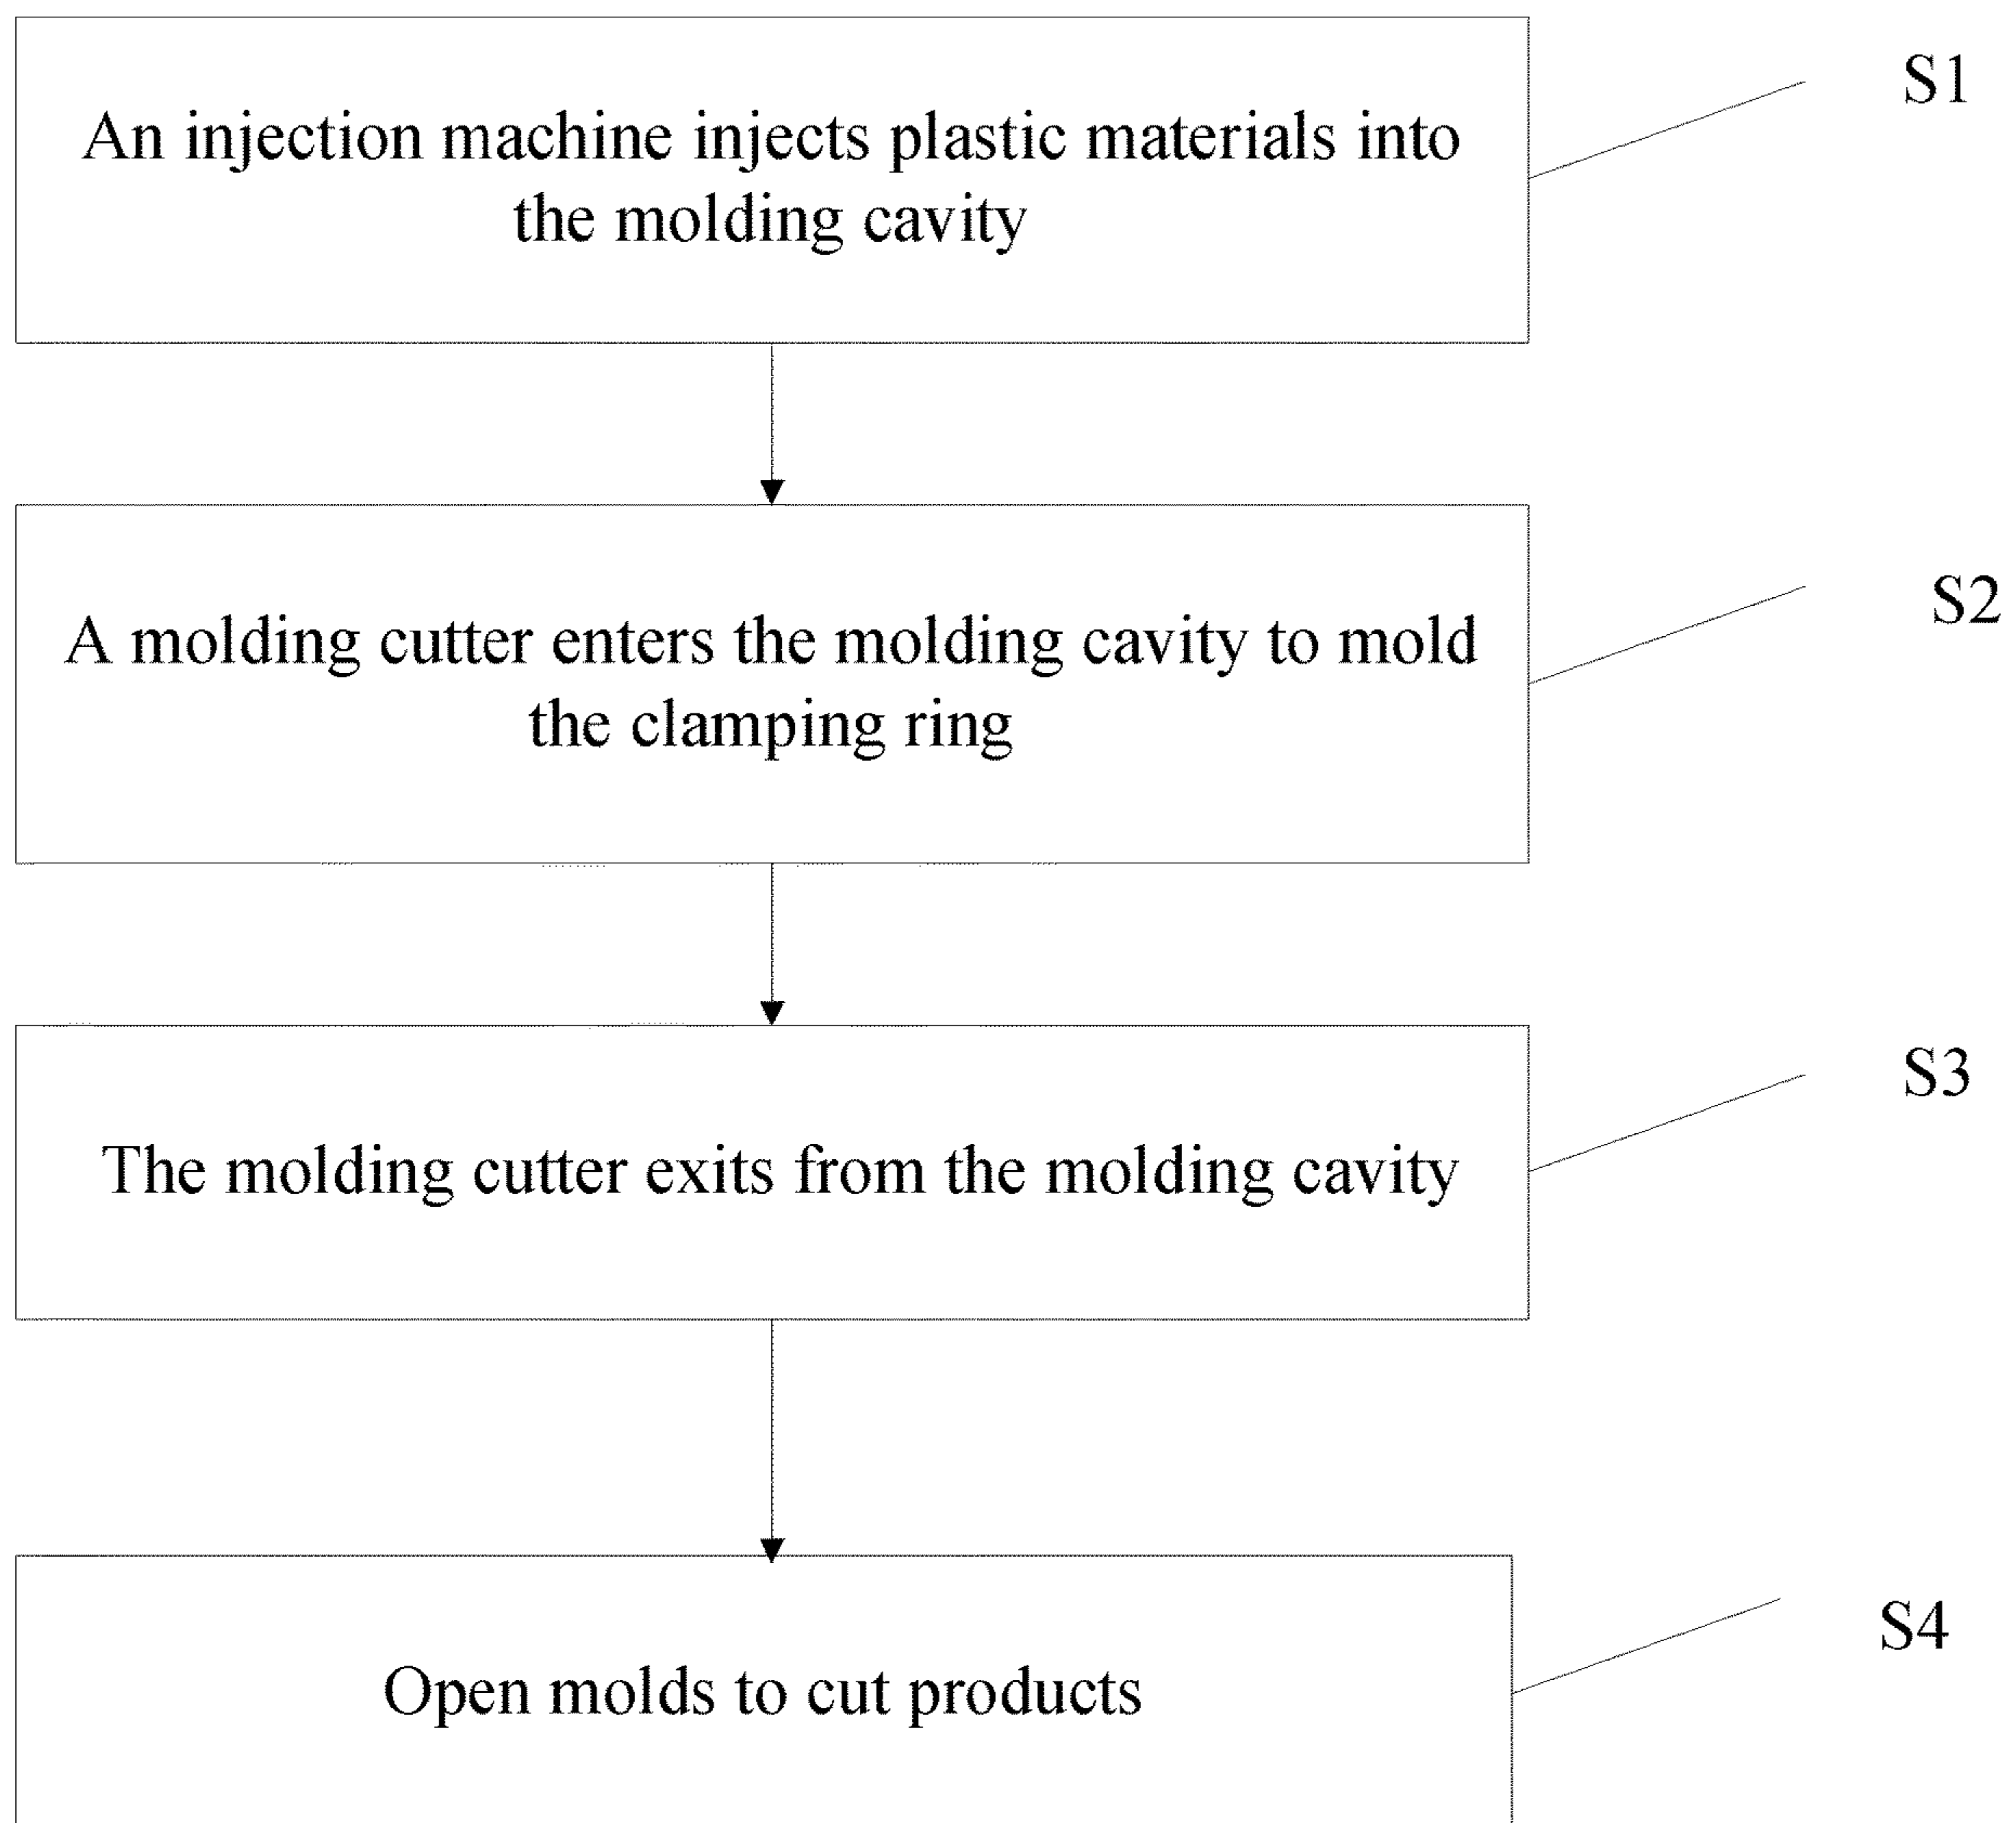 An injection machine injects plastic materials into
the molding cavity
S1
A molding cutter enters the molding cavity to mold
the clamping ring
S2
The molding cutter exits from the molding cavity
S3
Open molds to cut products
S4